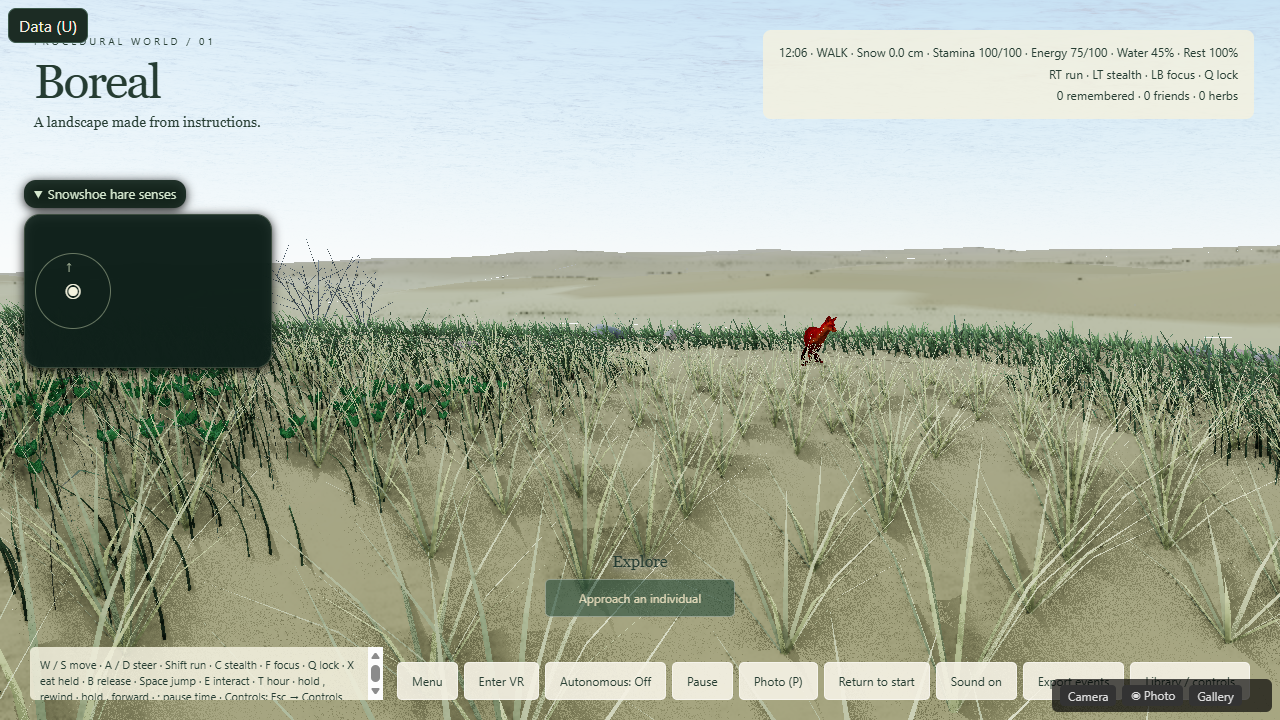 Data (U)
PROCEDURAL WORLD / 01
Boreal
A landscape made from instructions.
12:06 · WALK · Snow 0.0 cm · Stamina 100/100 · Energy 75/100 · Water 45% · Rest 100%
RT run · LT stealth · LB focus · Q lock
0 remembered · 0 friends · 0 herbs
▼ Snowshoe hare senses
↑
Explore
Approach an individual
W / S move · A / D steer · Shift run · C stealth · F focus · Q lock · X
eat held · B release · Space jump · E interact · T hour · hold ,
rewind · hold . forward · ; pause time · Controls: Esc → Controls
Menu
Enter VR
Autonomous: Off
Pause
Photo (P)
Return to start
Sound on
Export events
Library / controls
Camera
◉ Photo
Gallery